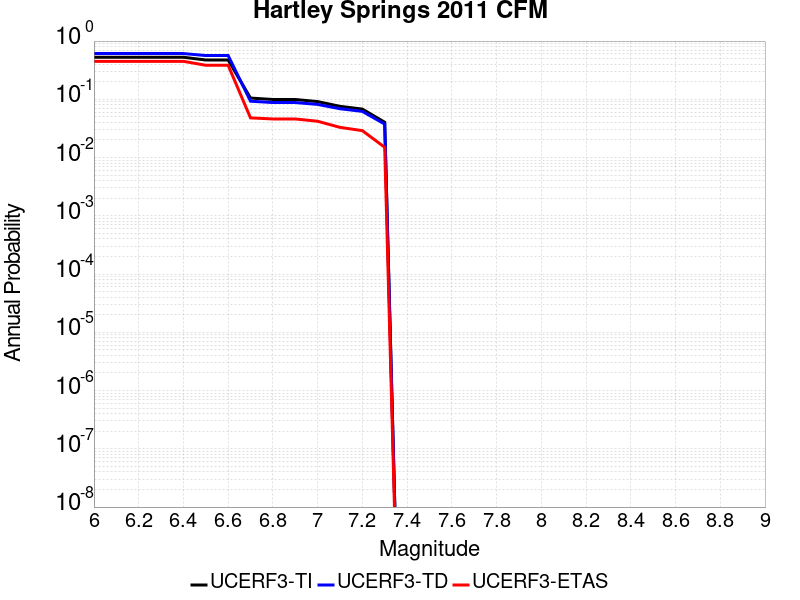 Hartley Springs 2011 CFM
Annual Probability
10^0
10^-1
10^-2
10^-3
10^-4
10^-5
10^-6
10^-7
10^-8
6 6.2 6.4 6.6 6.8 7 7.2 7.4 7.6 7.8 8 8.2 8.4 8.6 8.8 9
Magnitude
UCERF3-TI UCERF3-TD UCERF3-ETAS